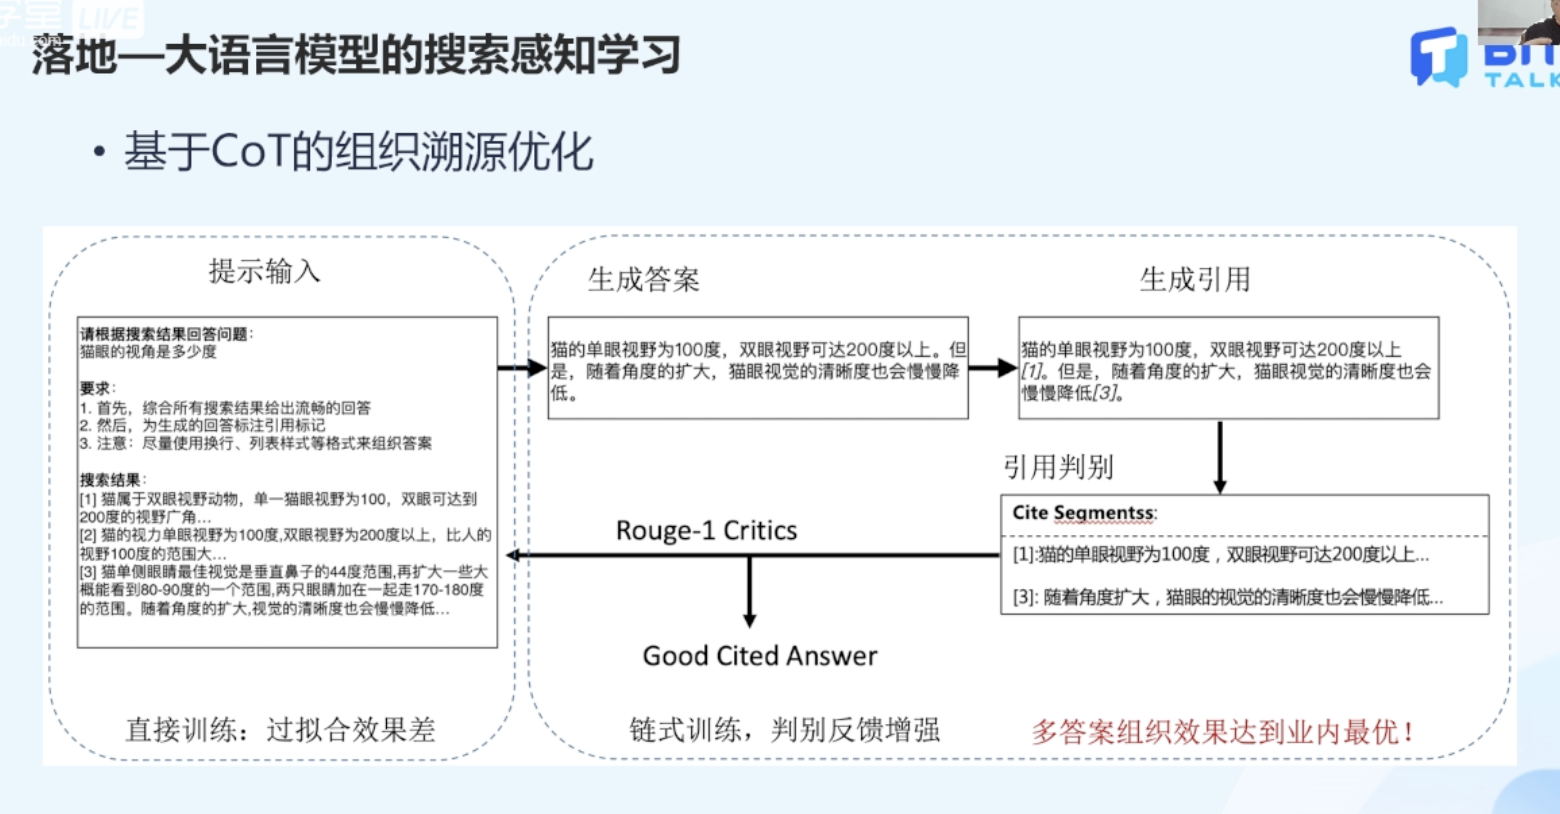 LIVE
落地—大语言模型的搜索感知学习
TALK
• 基于CoT的组织溯源优化
提示输入
请根据搜索结果回答问题：
猫眼的视角是多少度
要求：
1. 首先，综合所有搜索结果给出流畅的回答
2. 然后，为生成的回答标注引用标记
3. 注意：尽量使用换行、列表样式等格式来组织答案
搜索结果：
[1] 猫属于双眼视野动物，单一猫眼视野为100，双眼可达到
200度的视野广角...
[2] 猫的视力单眼视野为100度,双眼视野为200度以上，比人的
视野100度的范围大...
[3] 猫单侧眼睛最佳视觉是垂直鼻子的44度范围,再扩大一些大
概能看到80-90度的一个范围,两只眼睛加在一起走170-180度
的范围。随着角度的扩大,视觉的清晰度也会慢慢降低...
直接训练：过拟合效果差
生成答案
猫的单眼视野为100度，双眼视野可达200度以上。但
是，随着角度的扩大，猫眼视觉的清晰度也会慢慢降
低。
生成引用
猫的单眼视野为100度，双眼视野可达200度以上
[1]。但是，随着角度的扩大，猫眼视觉的清晰度也会
慢慢降低[3]。
引用判别
Cite Segmentss:
[1]:猫的单眼视野为100度，双眼视野可达200度以上...
[3]: 随着角度扩大，猫眼的视觉的清晰度也会慢慢降低...
Rouge-1 Critics
Good Cited Answer
链式训练，判别反馈增强
多答案组织效果达到业内最优！